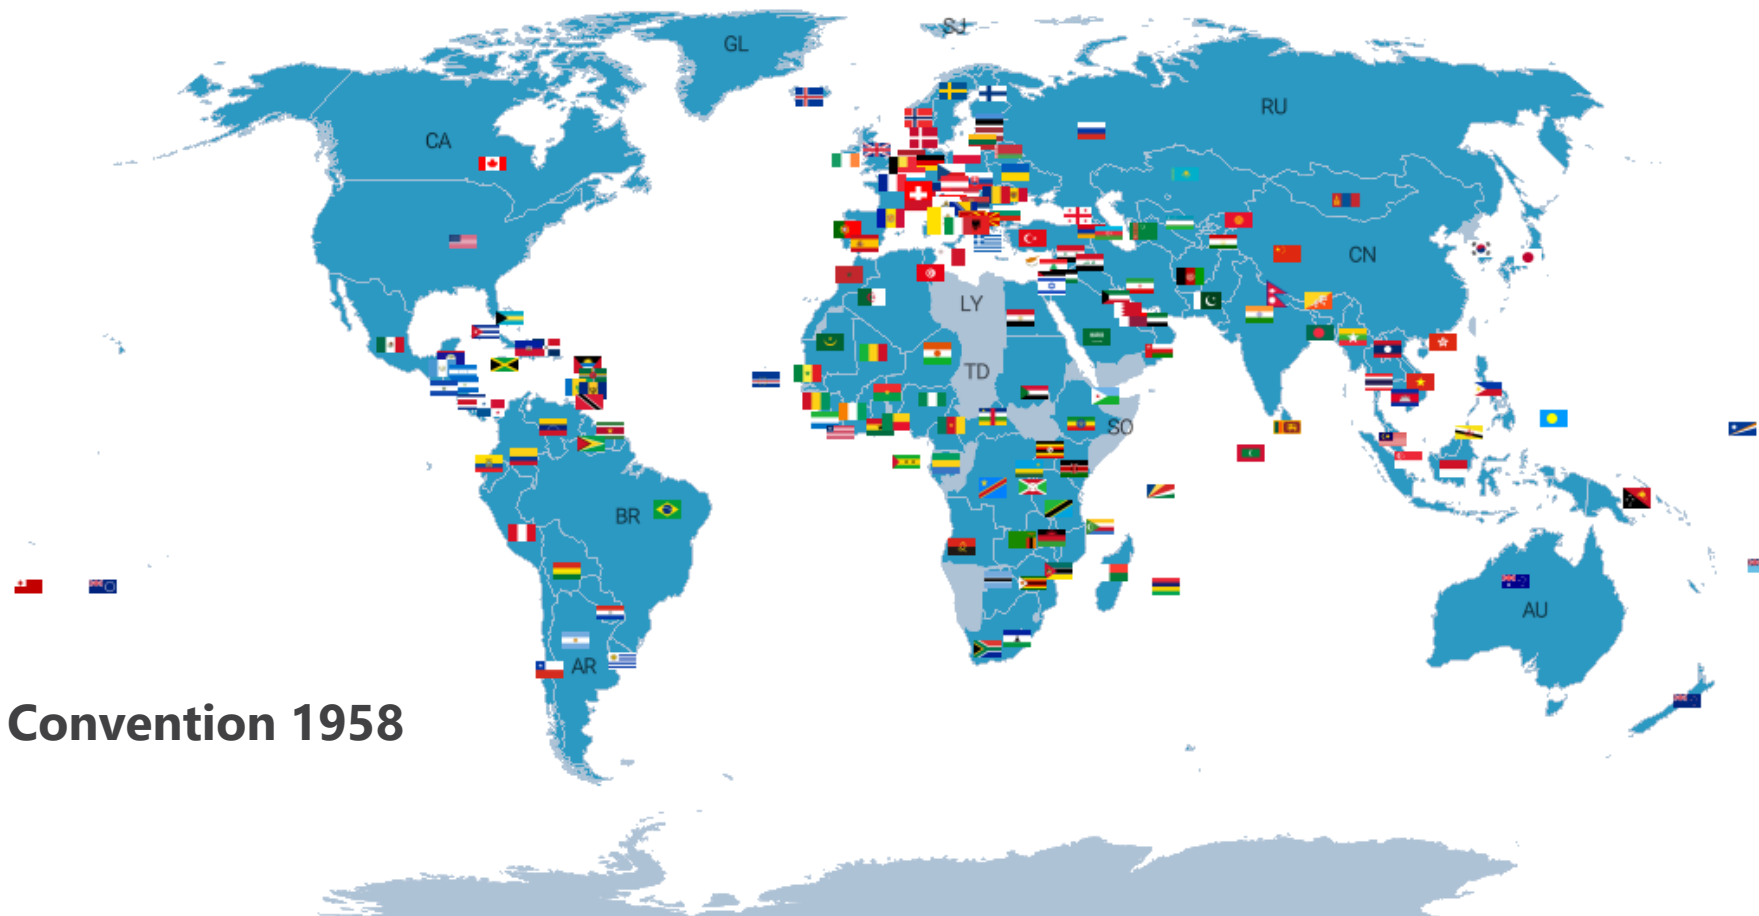 SJ
GL
RU
CA
CN
LY
TD
SO
BR
AU
AR
Convention 1958